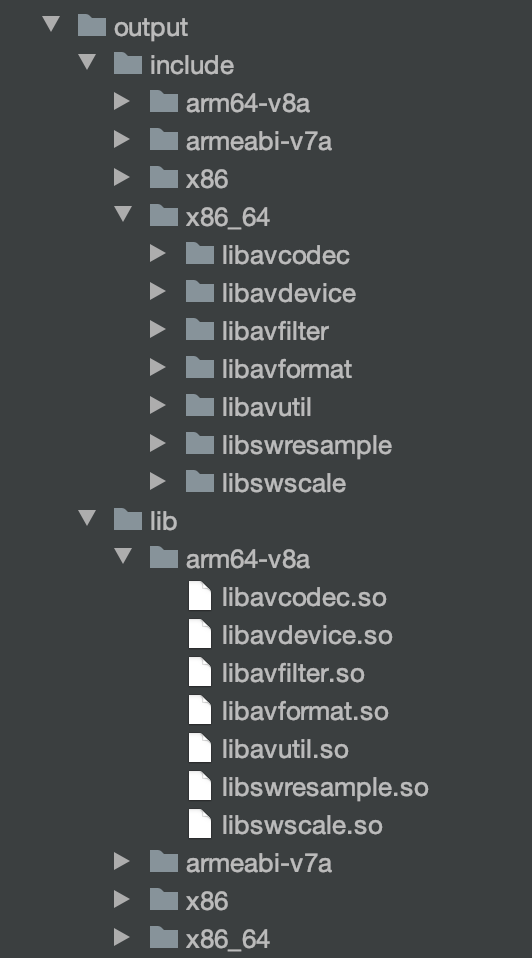 output
include
arm64-v8a
armeabi-v7a
x86
x86_64
libavcodec
libavdevice
libavfilter
libavformat
libavutil
libswresample
libswscale
lib
arm64-v8a
libavcodec.so
libavdevice.so
libavfilter.so
libavformat.so
libavutil.so
libswresample.so
libswscale.so
armeabi-v7a
x86
x86_64